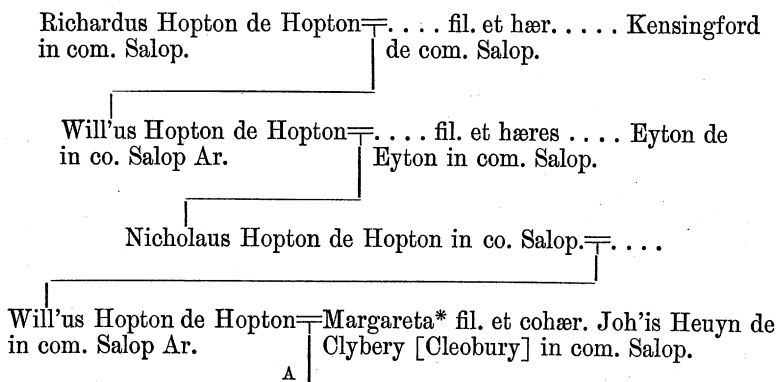 Richardus Hopton de Hopton=.... fil. et hær..... Kensingford
in com. Salop. de com. Salop.
Will'us Hopton de Hopton=.... fil. et hæres .... Eyton de
in co. Salop Ar. Eyton in com. Salop.
Nicholaus Hopton de Hopton in co. Salop.=....
Will'us Hopton de Hopton=Margareta* fil. et cohær. Joh'is Heuyn de
in com. Salop Ar. Clybery [Cleobury] in com. Salop.
A